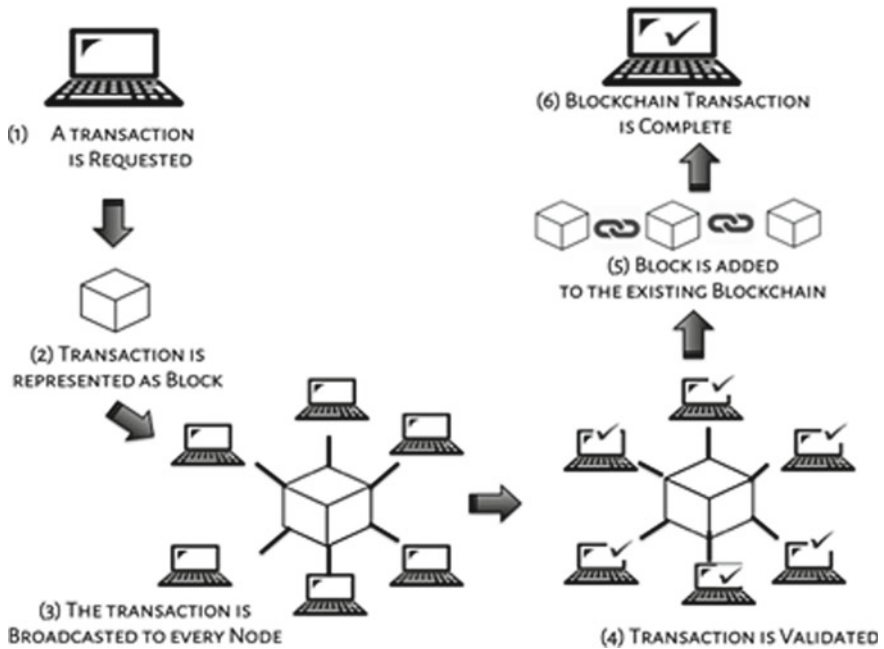 (1) A TRANSACTION
IS REQUESTED
(2) TRANSACTION IS
REPRESENTED AS BLOCK
(3) THE TRANSACTION IS
BROADCASTED TO EVERY NODE
(4) TRANSACTION IS VALIDATED
(5) BLOCK IS ADDED
TO THE EXISTING BLOCKCHAIN
(6) BLOCKCHAIN TRANSACTION
IS COMPLETE